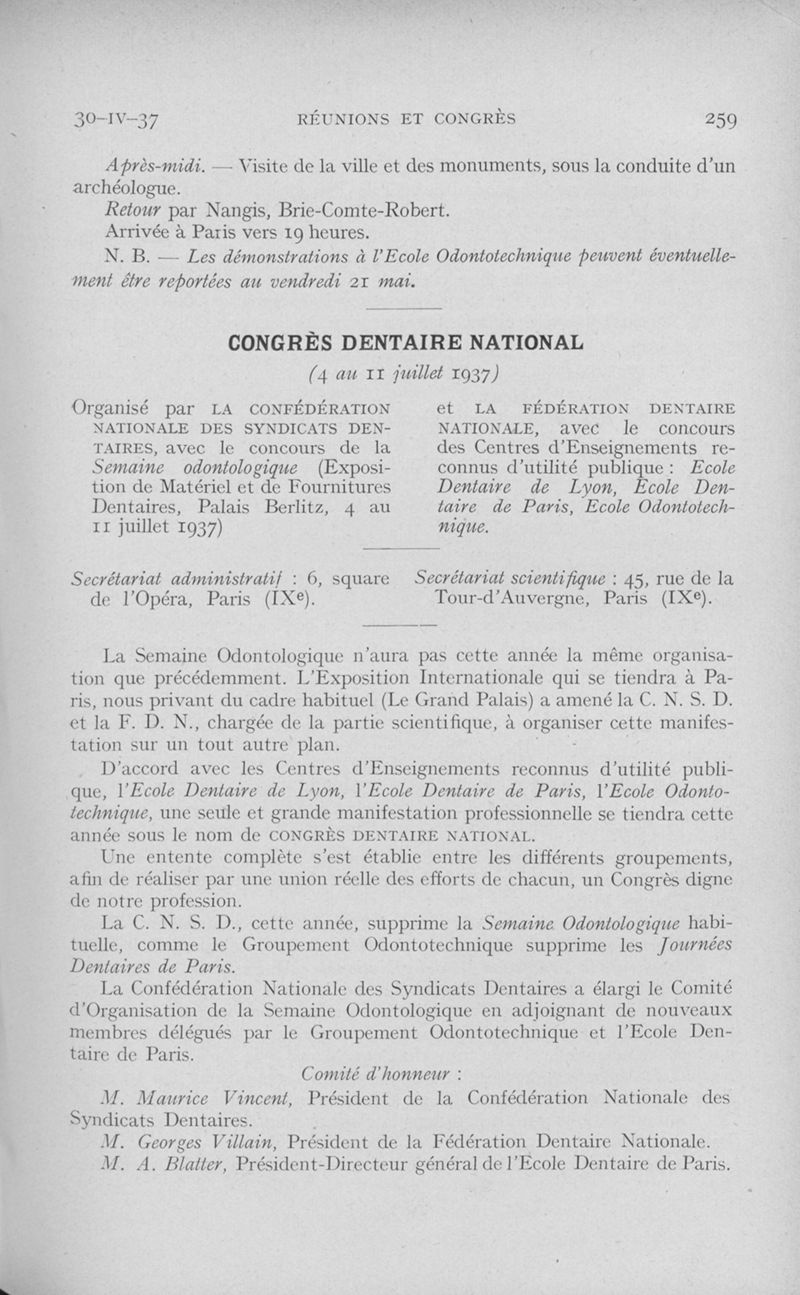 30-IV-37 RÉUNIONS ET CONGRÈS 259
Après-midi. — Visite de la ville et des monuments, sous la conduite d'un
archéologue.
Retour par Nangis, Brie-Comte-Robert.
Arrivée à Paris vers 19 heures.
N. B. — Les démonstrations à l'Ecole Odontotechnique peuvent éventuelle-
ment être reportées au vendredi 21 mai.
CONGRÈS DENTAIRE NATIONAL
(4 au 11 juillet 1937)
Organisé par LA CONFÉDÉRATION
NATIONALE DES SYNDICATS DEN-
TAIRES, avec le concours de la
Semaine odontologique (Exposi-
tion de Matériel et de Fournitures
Dentaires, Palais Berlitz, 4 au
11 juillet 1937)
et LA FÉDÉRATION DENTAIRE
NATIONALE, avec le concours
des Centres d'Enseignements re-
connus d'utilité publique : Ecole
Dentaire de Lyon, Ecole Den-
taire de Paris, Ecole Odontotech-
nique.
Secrétariat administratif : 6, square
de l'Opéra, Paris (IXe).
Secrétariat scientifique : 45, rue de la
Tour-d'Auvergne, Paris (IXe).
La Semaine Odontologique n'aura pas cette année la même organisa-
tion que précédemment. L'Exposition Internationale qui se tiendra à Pa-
ris, nous privant du cadre habituel (Le Grand Palais) a amené la C. N. S. D.
et la F. D. N., chargée de la partie scientifique, à organiser cette manifes-
tation sur un tout autre plan.
D'accord avec les Centres d'Enseignements reconnus d'utilité publi-
que, l'Ecole Dentaire de Lyon, l'Ecole Dentaire de Paris, l'Ecole Odonto-
technique, une seule et grande manifestation professionnelle se tiendra cette
année sous le nom de CONGRÈS DENTAIRE NATIONAL.
Une entente complète s'est établie entre les différents groupements,
afin de réaliser par une union réelle des efforts de chacun, un Congrès digne
de notre profession.
La C. N. S. D., cette année, supprime la Semaine Odontologique habi-
tuelle, comme le Groupement Odontotechnique supprime les Journées
Dentaires de Paris.
La Confédération Nationale des Syndicats Dentaires a élargi le Comité
d'Organisation de la Semaine Odontologique en adjoignant de nouveaux
membres délégués par le Groupement Odontotechnique et l'Ecole Den-
taire de Paris.
Comité d'honneur :
M. Maurice Vincent, Président de la Confédération Nationale des
Syndicats Dentaires.
M. Georges Villain, Président de la Fédération Dentaire Nationale.
M. A. Blatter, Président-Directeur général de l'Ecole Dentaire de Paris.